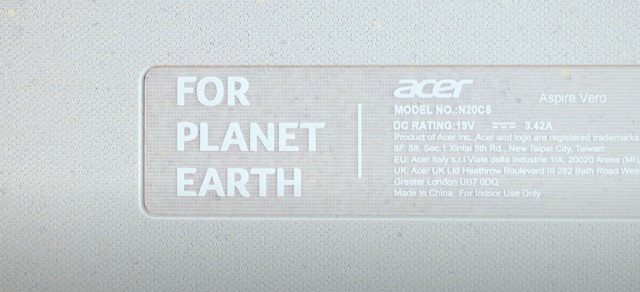 FOR
PLANET
EARTH
acer
Aspire Vero
MODEL NO.:N20C6
DC RATING:19V ⎓ 3.42A
Product of Acer Inc.,Acer and logo are registered trademarks
8F, 88, Sec.1 Xintai 5th Rd., New Taipei City, Taiwan
EU: Acer Italy s.r.l Viale delle Industrie 1/A, 20020 Arese (MI)
UK: Acer UK Ltd Heathrow Boulevard III 282 Bath Road Wes
Greater London UB7 0DQ
Made in China For Indoor Use Only